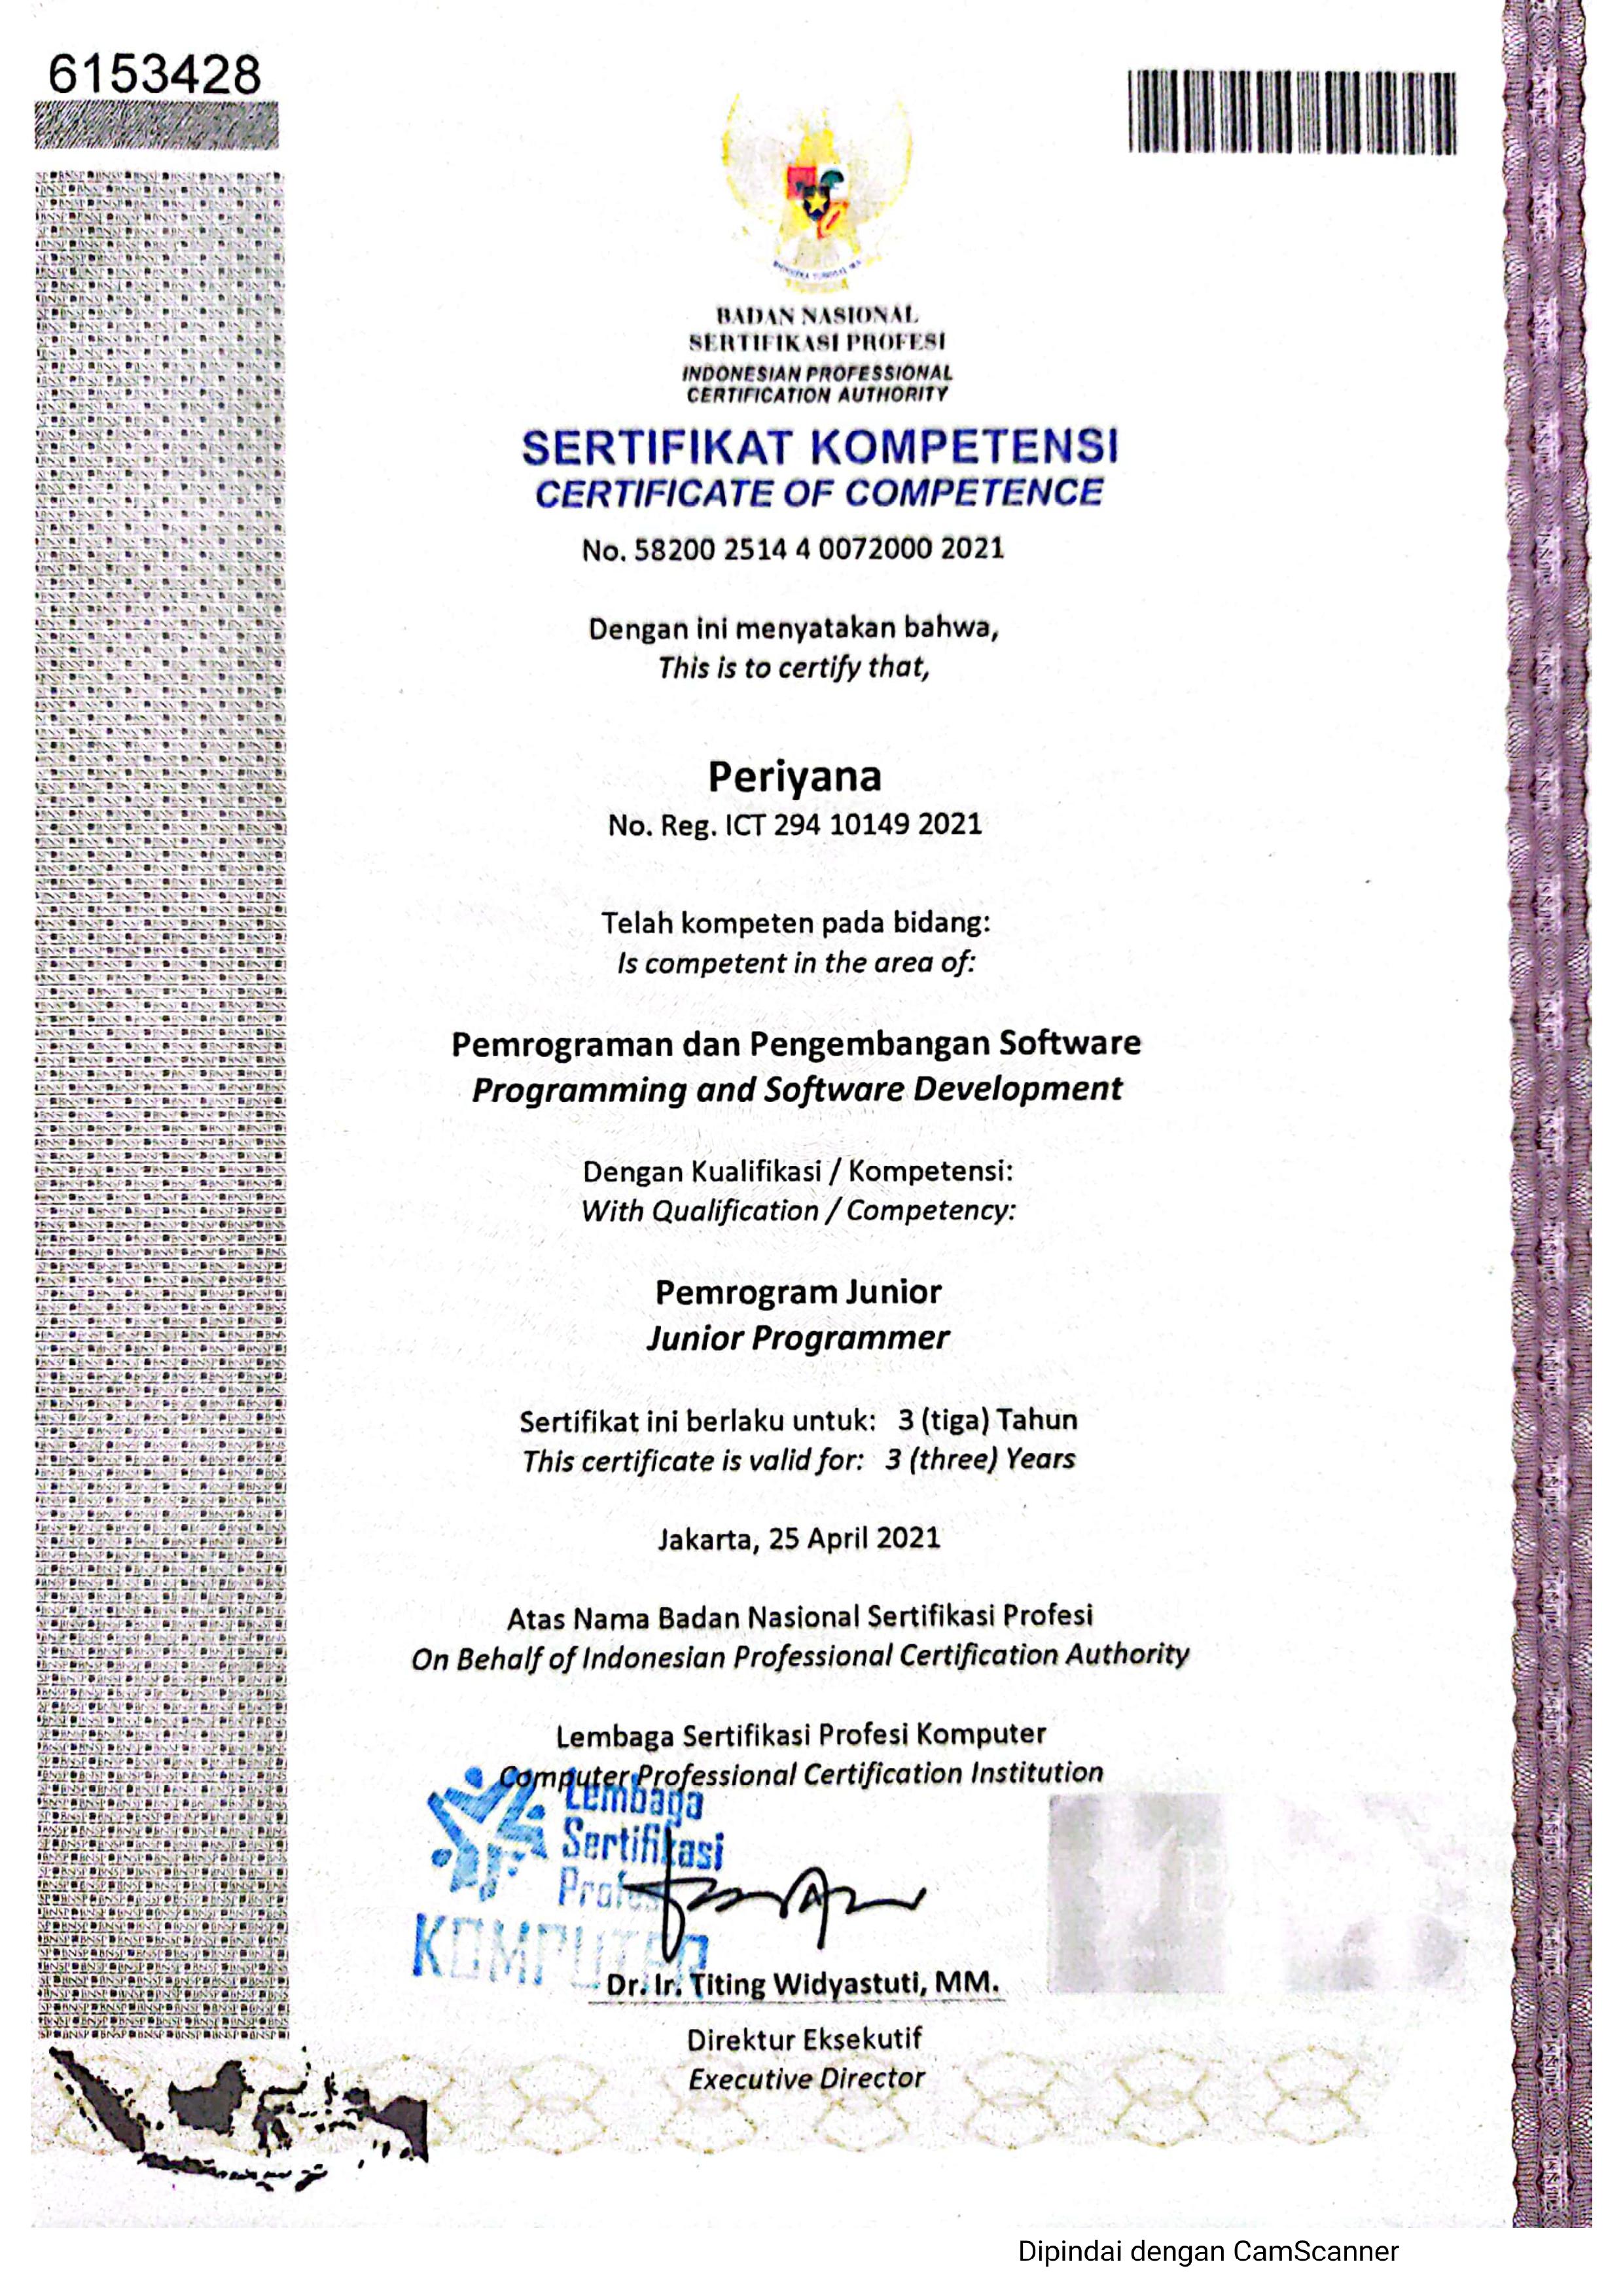 6153428
BADAN NASIONAL
SERTIFIKASI PROFESI
INDONESIAN PROFESSIONAL
CERTIFICATION AUTHORITY
SERTIFIKAT KOMPETENSI
CERTIFICATE OF COMPETENCE
No. 58200 2514 4 0072000 2021
Dengan ini menyatakan bahwa,
This is to certify that,
Periyana
No. Reg. ICT 294 10149 2021
Telah kompeten pada bidang:
Is competent in the area of:
Pemrograman dan Pengembangan Software
Programming and Software Development
Dengan Kualifikasi / Kompetensi:
With Qualification / Competency:
Pemrogram Junior
Junior Programmer
Sertifikat ini berlaku untuk: 3 (tiga) Tahun
This certificate is valid for: 3 (three) Years
Jakarta, 25 April 2021
Atas Nama Badan Nasional Sertifikasi Profesi
On Behalf of Indonesian Professional Certification Authority
Lembaga Sertifikasi Profesi Komputer
Computer Professional Certification Institution
Lembaga
Sertifikasi
Profesi
KOMPUTER
Dr. Ir. Titing Widyastuti, MM.
Direktur Eksekutif
Executive Director
Dipindai dengan CamScanner